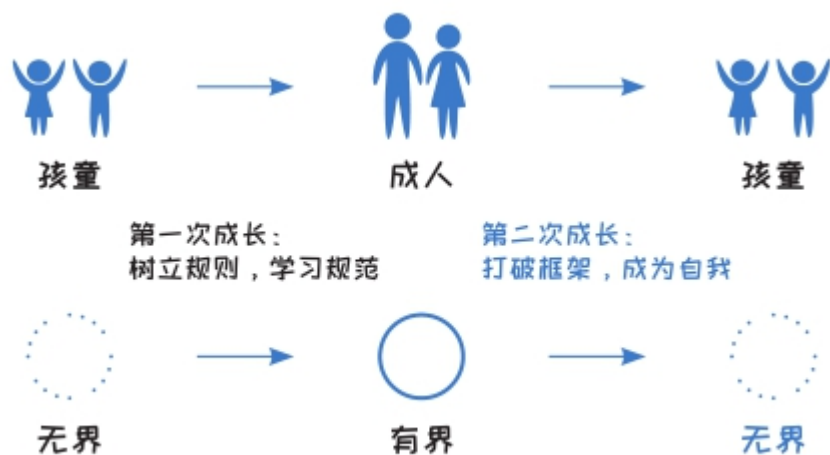 孩童
成人
孩童
第一次成长：
树立规则，学习规范
第二次成长：
打破框架，成为自我
无界
有界
无界